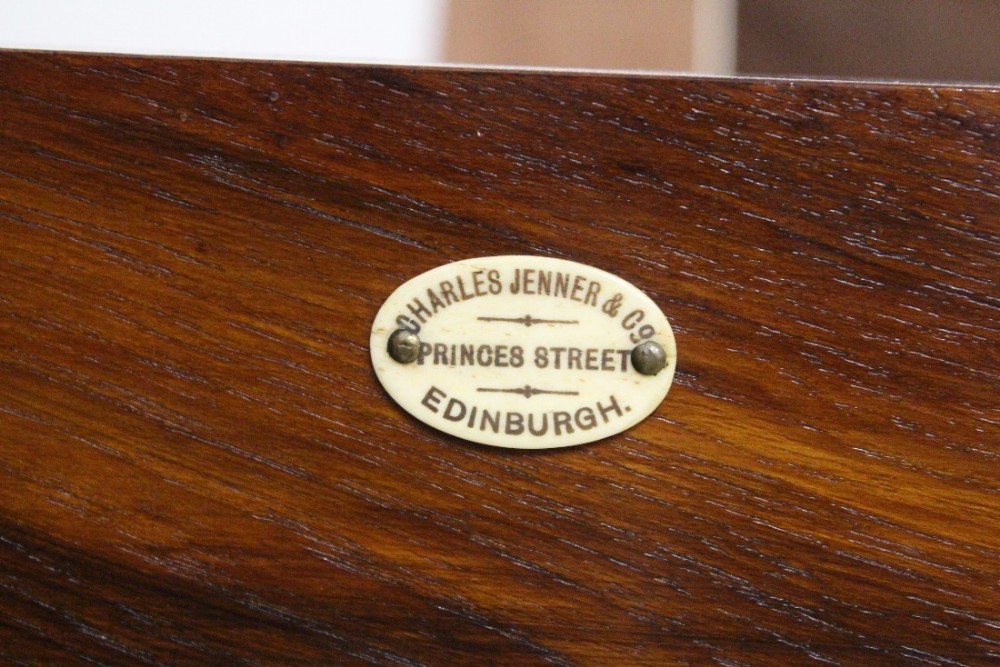 CHARLES JENNER & Co.
PRINCES STREET
EDINBURGH.